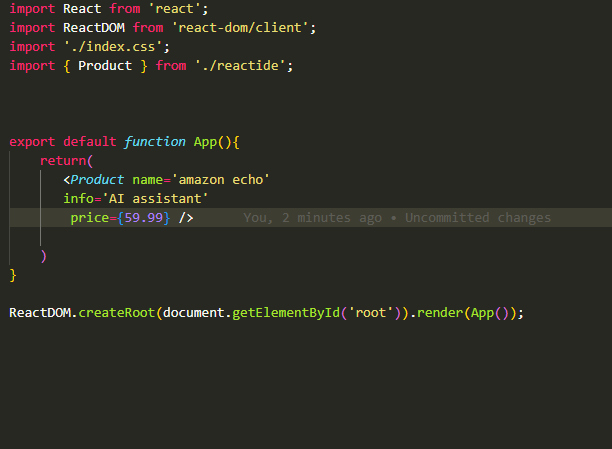 import React from 'react';
import ReactDOM from 'react-dom/client';
import './index.css';
import { Product } from './reactide';
export default function App(){
    return(
       <Product name='amazon echo'
       info='AI assistant'
        price={59.99} />      You, 2 minutes ago • Uncommitted changes
    )
}
ReactDOM.createRoot(document.getElementById('root')).render(App());